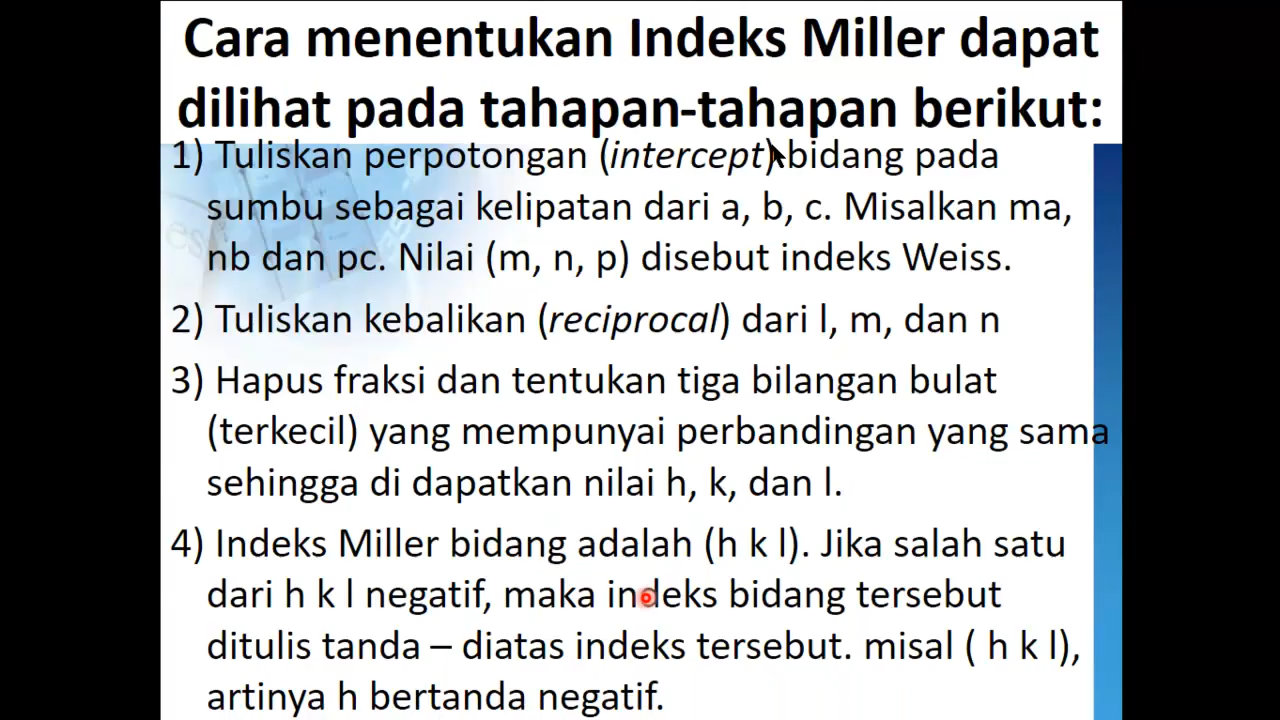 Cara menentukan Indeks Miller dapat
dilihat pada tahapan-tahapan berikut:
1) Tuliskan perpotongan (intercept) bidang pada
sumbu sebagai kelipatan dari a, b, c. Misalkan ma,
nb dan pc. Nilai (m, n, p) disebut indeks Weiss.
2) Tuliskan kebalikan (reciprocal) dari l, m, dan n
3) Hapus fraksi dan tentukan tiga bilangan bulat
(terkecil) yang mempunyai perbandingan yang sama
sehingga di dapatkan nilai h, k, dan l.
4) Indeks Miller bidang adalah (h k l). Jika salah satu
dari h k l negatif, maka indeks bidang tersebut
ditulis tanda – diatas indeks tersebut. misal ( h k l),
artinya h bertanda negatif.